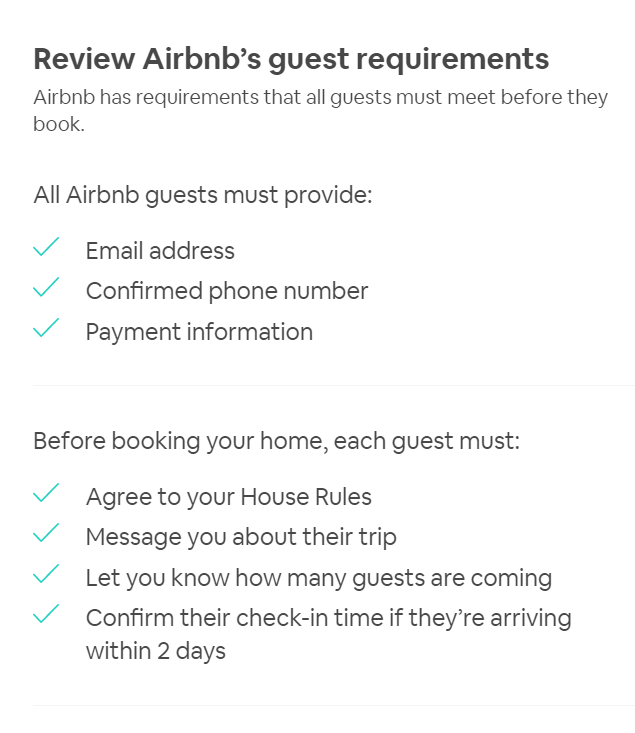 Review Airbnb’s guest requirements
Airbnb has requirements that all guests must meet before they
book.
All Airbnb guests must provide:
Email address
Confirmed phone number
Payment information
Before booking your home, each guest must:
Agree to your House Rules
Message you about their trip
Let you know how many guests are coming
Confirm their check-in time if they’re arriving
within 2 days